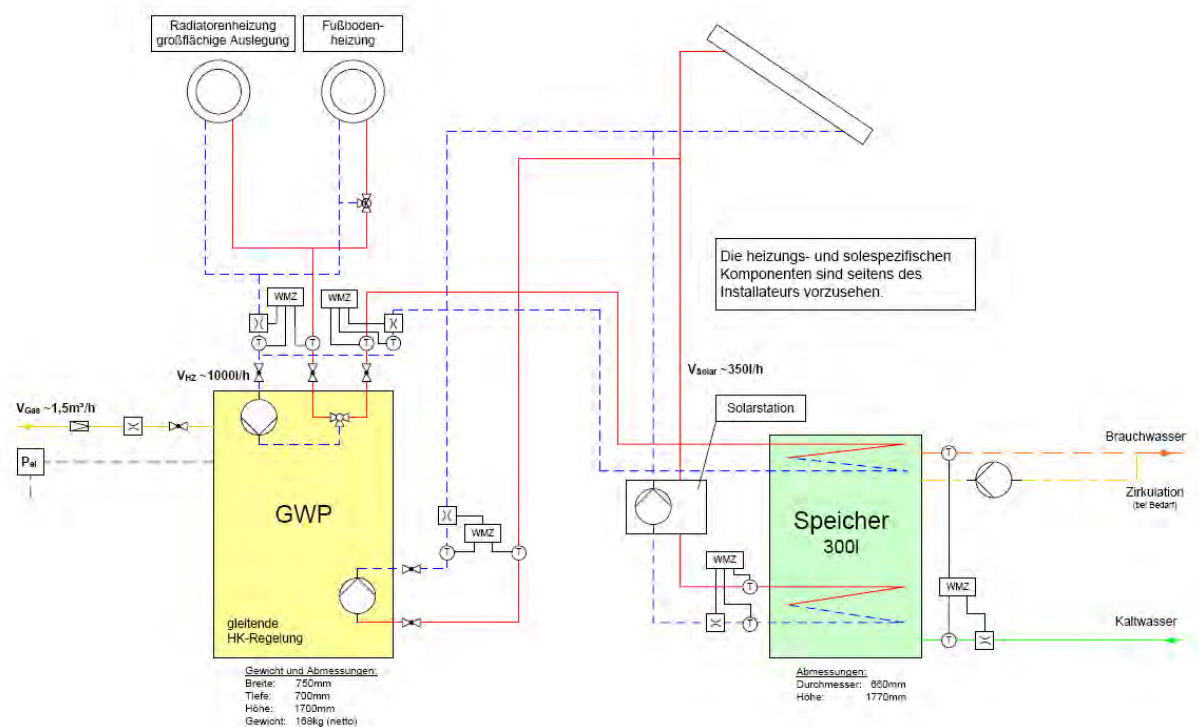 Radiatorenheizung
großflächige Auslegung
Fußboden-
heizung
Die heizungs- und solespezifischen
Komponenten sind seitens des
Installateurs vorzusehen.
WMZ
WMZ
T
T
T
T
VHZ ~1000l/h
VSolar ~350l/h
VGas ~1,5m³/h
Solarstation
Pel
Brauchwasser
T
Zirkulation
(bei Bedarf)
GWP
Speicher
300l
WMZ
T
T
WMZ
T
T
WMZ
T
gleitende
HK-Regelung
Kaltwasser
Gewicht und Abmessungen:
Breite: 750mm
Tiefe: 700mm
Höhe: 1700mm
Gewicht: 168kg (netto)
Abmessungen:
Durchmesser: 660mm
Höhe: 1770mm